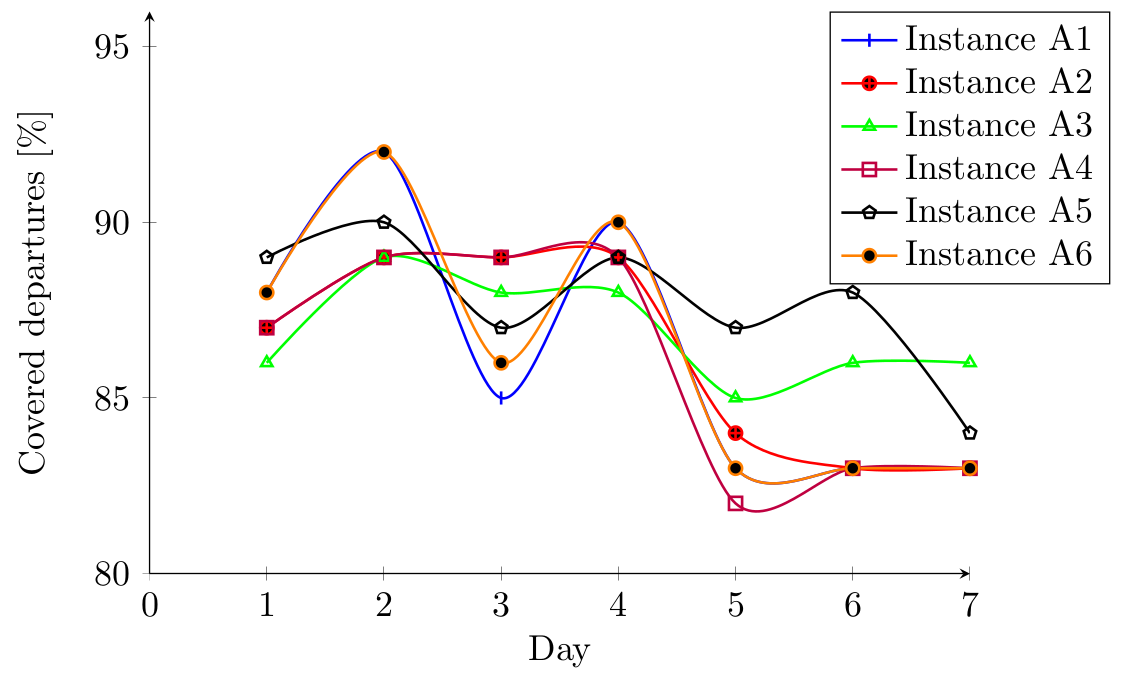 95
90
85
80
0 1 2 3 4 5 6 7
Day
Covered departures [%]
Instance A1
Instance A2
Instance A3
Instance A4
Instance A5
Instance A6